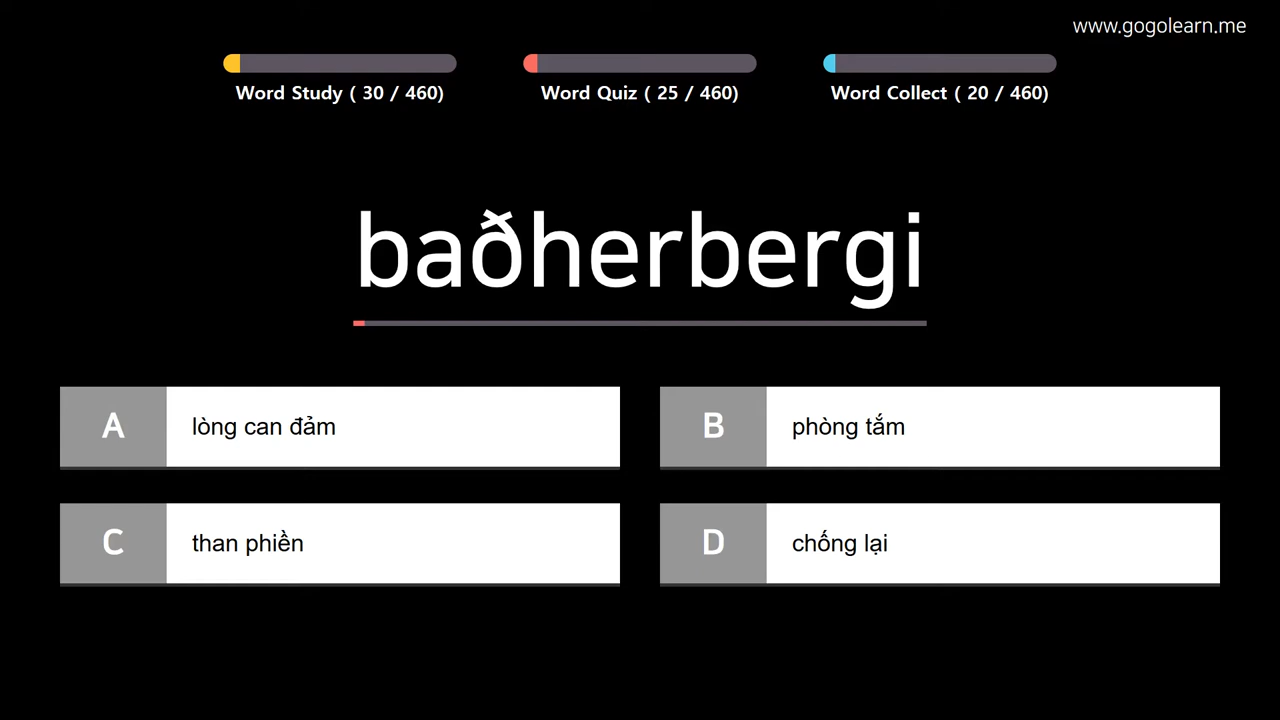 www.gogolearn.me
Word Study ( 30 / 460)
Word Quiz ( 25 / 460)
Word Collect ( 20 / 460)
baðherbergi
A
lòng can đảm
B
phòng tắm
C
than phiền
D
chống lại